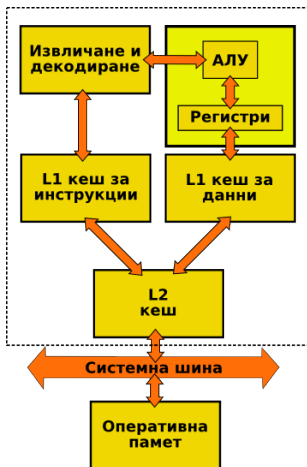 Извличане и
декодиране
АЛУ
Регистри
L1 кеш за
инструкции
L1 кеш за
данни
L2
кеш
Системна шина
Оперативна
памет